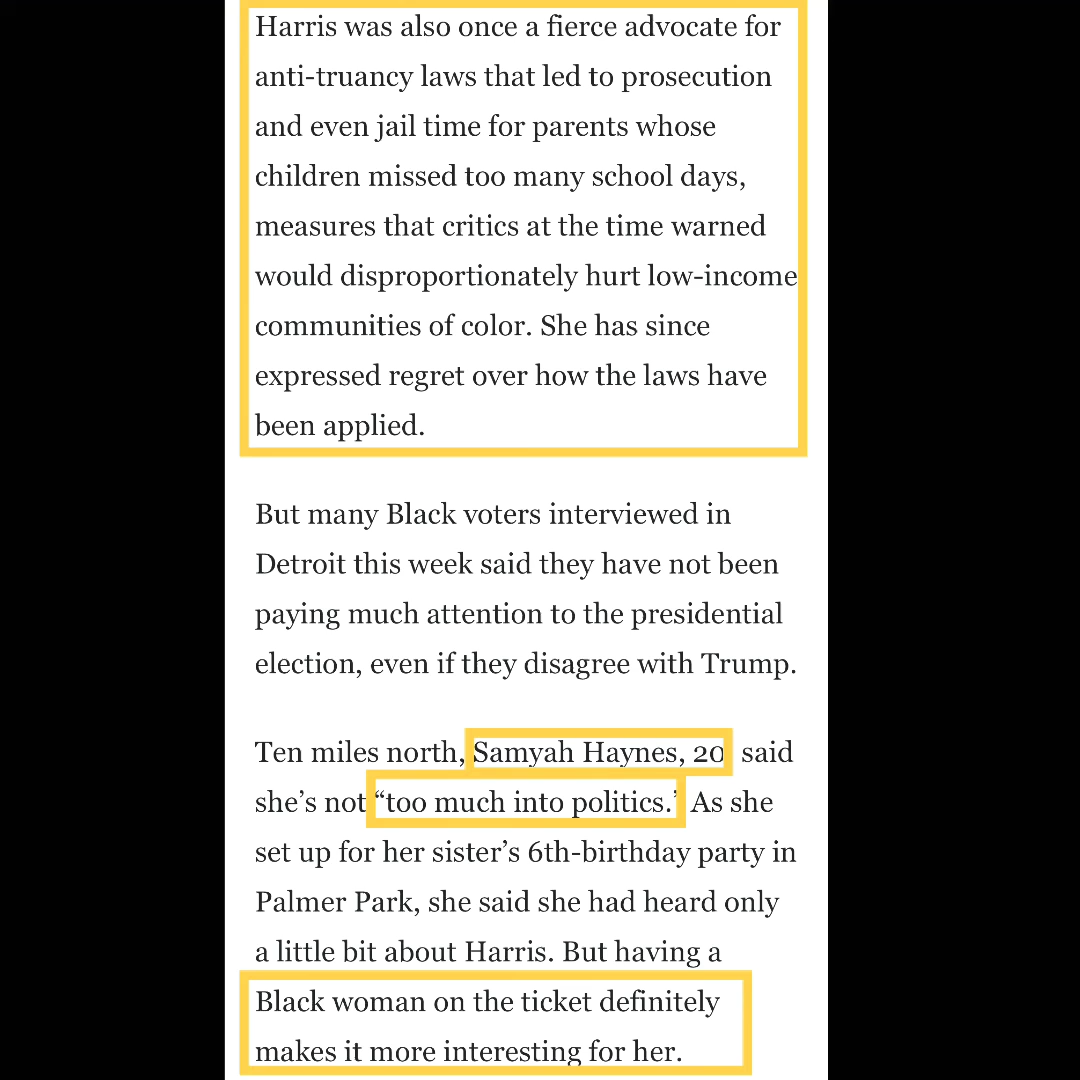 Harris was also once a fierce advocate for
anti-truancy laws that led to prosecution
and even jail time for parents whose
children missed too many school days,
measures that critics at the time warned
would disproportionately hurt low-income
communities of color. She has since
expressed regret over how the laws have
been applied.
But many Black voters interviewed in
Detroit this week said they have not been
paying much attention to the presidential
election, even if they disagree with Trump.
Ten miles north, Samyah Haynes, 20 said
she’s not “too much into politics.” As she
set up for her sister’s 6th-birthday party in
Palmer Park, she said she had heard only
a little bit about Harris. But having a
Black woman on the ticket definitely
makes it more interesting for her.